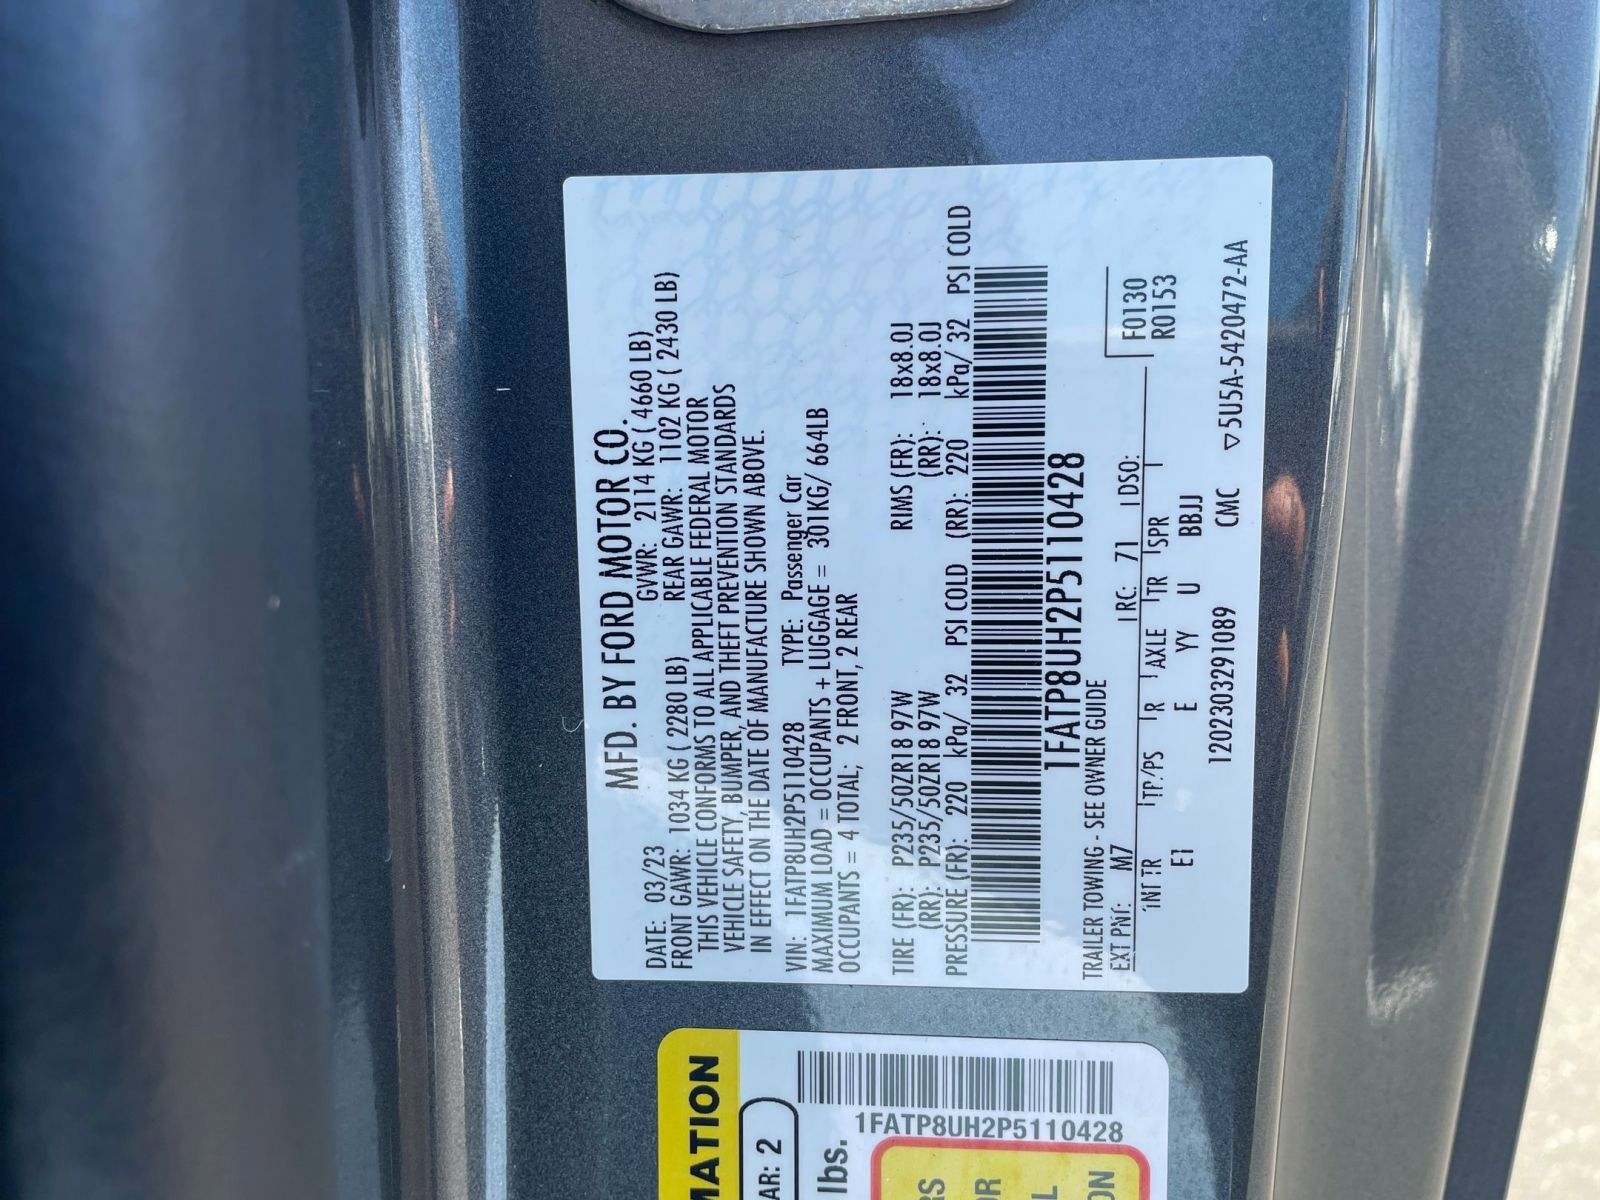 MFD. BY FORD MOTOR CO.
DATE: 03/23 GVWR: 2114 KG ( 4660 LB)
FRONT GAWR: 1034 KG ( 2280 LB) REAR GAWR: 1102 KG ( 2430 LB)
THIS VEHICLE CONFORMS TO ALL APPLICABLE FEDERAL MOTOR
VEHICLE SAFETY, BUMPER, AND THEFT PREVENTION STANDARDS
IN EFFECT ON THE DATE OF MANUFACTURE SHOWN ABOVE.
VIN: 1FATP8UH2P5110428 TYPE: Passenger Car
MAXIMUM LOAD = OCCUPANTS + LUGGAGE = 301KG/ 664LB
OCCUPANTS = 4 TOTAL; 2 FRONT, 2 REAR
TIRE (FR): P235/50ZR18 97W RIMS (FR): 18x8.0J
(RR): P235/50ZR18 97W (RR): 18x8.0J
PRESSURE (FR): 220 kPa/ 32 PSI COLD (RR): 220 kPa/ 32 PSI COLD
1FATP8UH2P5110428
TRAILER TOWING - SEE OWNER GUIDE
F0130
R0153
EXT PNT: M7 RC: 71 DSO:
INT TR TP/PS R AXLE TR SPR
E1 E YY U BBJJ
120230329108​9 CMC ▽5U5A-5420472-AA
MATION
AR: 2
lbs.
1FATP8UH2P5110428
RS
OR
L
ON